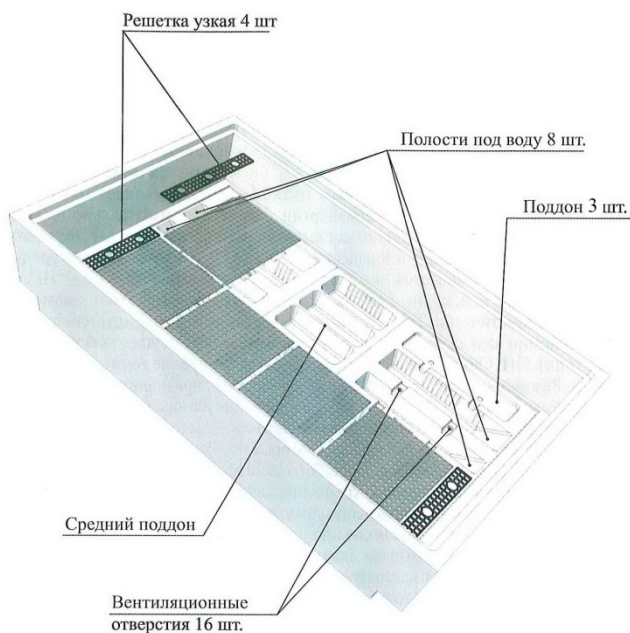 Решетка узкая 4 шт
Полости под воду 8 шт.
Поддон 3 шт.
Средний поддон
Вентиляционные
отверстия 16 шт.